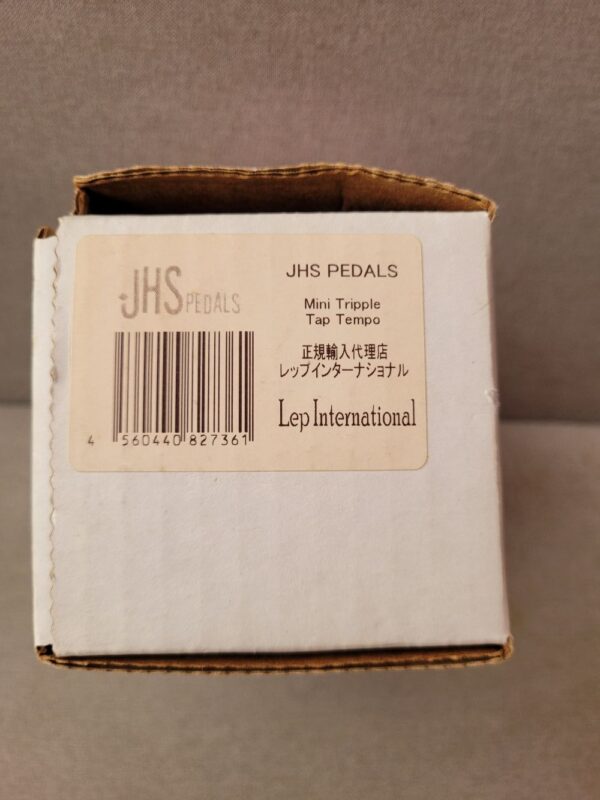 JHS PEDALS
JHS PEDALS
Mini Tripple
Tap Tempo
正規輸入代理店
レップインターナショナル
Lep International
4 560440 827361